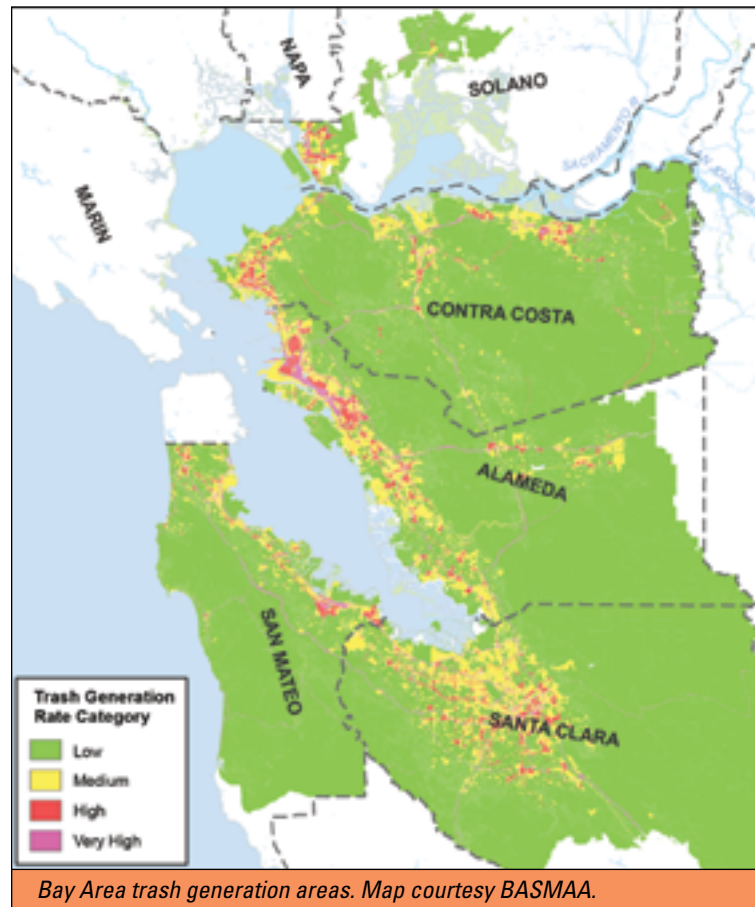 NAPA
SOLANO
SACRAMENTO R
MARIN
CONTRA COSTA
ALAMEDA
SAN MATEO
SANTA CLARA
Trash Generation
Rate Category
Low
Medium
High
Very High
Bay Area trash generation areas. Map courtesy BASMAA.